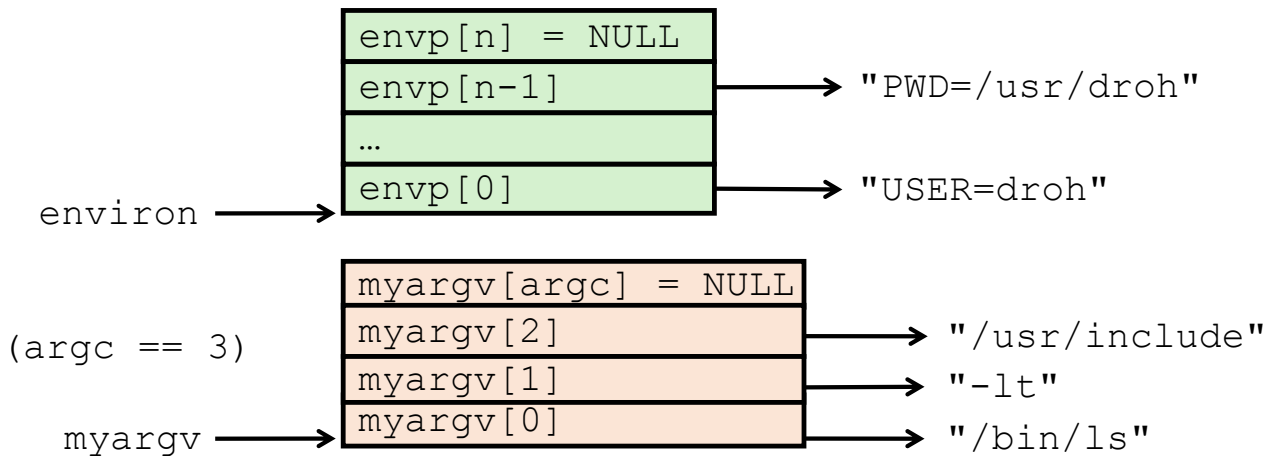 envp[n] = NULL
envp[n-1] "PWD=/usr/droh"
…
envp[0] "USER=droh"
environ
myargv[argc] = NULL
myargv[2] "/usr/include"
(argc == 3)
myargv[1] "-lt"
myargv[0] "/bin/ls"
myargv